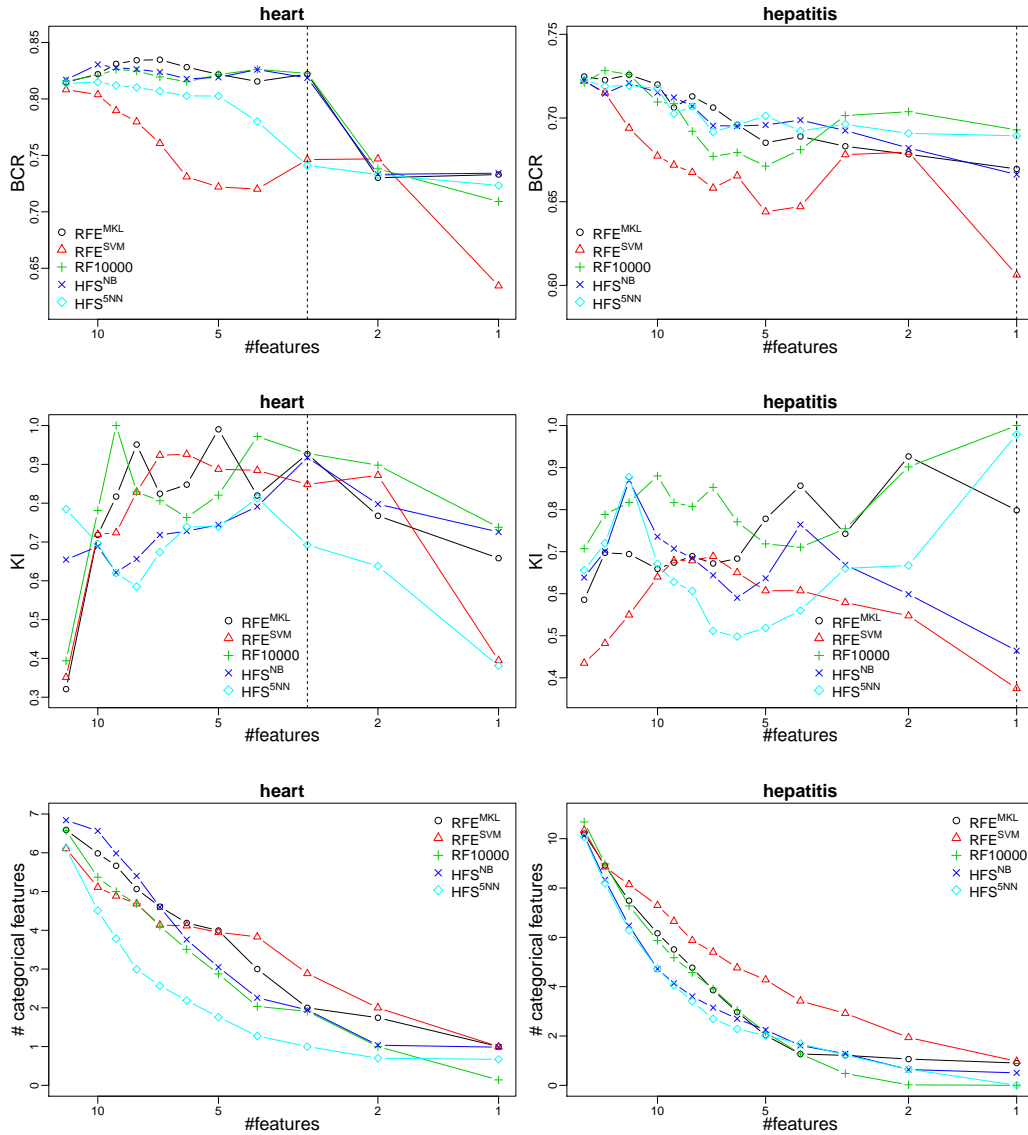 heart
BCR
0.85
0.80
0.75
0.70
0.65
RFE^MKL
RFE^SVM
RF10000
HFS^NB
HFS^5NN
10 5 2 1
#features
hepatitis
BCR
0.75
0.70
0.65
0.60
RFE^MKL
RFE^SVM
RF10000
HFS^NB
HFS^5NN
10 5 2 1
#features
heart
KI
1.0
0.9
0.8
0.7
0.6
0.5
0.4
0.3
RFE^MKL
RFE^SVM
RF10000
HFS^NB
HFS^5NN
10 5 2 1
#features
hepatitis
KI
1.0
0.9
0.8
0.7
0.6
0.5
0.4
RFE^MKL
RFE^SVM
RF10000
HFS^NB
HFS^5NN
10 5 2 1
#features
heart
# categorical features
7
6
5
4
3
2
1
0
RFE^MKL
RFE^SVM
RF10000
HFS^NB
HFS^5NN
10 5 2 1
#features
hepatitis
# categorical features
10
8
6
4
2
0
RFE^MKL
RFE^SVM
RF10000
HFS^NB
HFS^5NN
10 5 2 1
#features